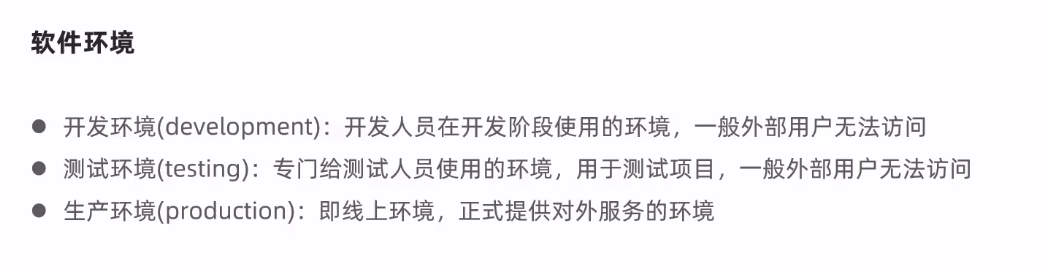 软件环境
● 开发环境(development)：开发人员在开发阶段使用的环境，一般外部用户无法访问
● 测试环境(testing)：专门给测试人员使用的环境，用于测试项目，一般外部用户无法访问
● 生产环境(production)：即线上环境，正式提供对外服务的环境